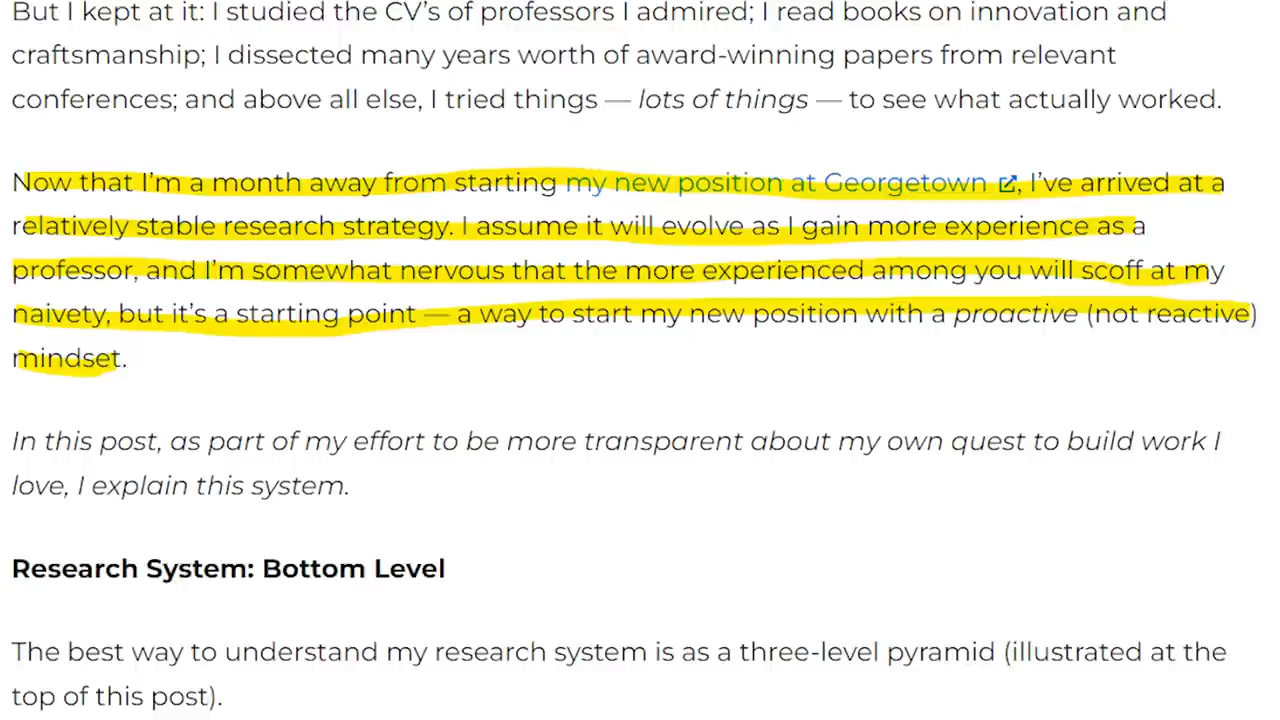 But I kept at it: I studied the CV's of professors I admired; I read books on innovation and
craftsmanship; I dissected many years worth of award-winning papers from relevant
conferences; and above all else, I tried things — lots of things — to see what actually worked.
Now that I'm a month away from starting my new position at Georgetown, I've arrived at a
relatively stable research strategy. I assume it will evolve as I gain more experience as a
professor, and I'm somewhat nervous that the more experienced among you will scoff at my
naivety, but it's a starting point — a way to start my new position with a proactive (not reactive)
mindset.
In this post, as part of my effort to be more transparent about my own quest to build work I
love, I explain this system.
Research System: Bottom Level
The best way to understand my research system is as a three-level pyramid (illustrated at the
top of this post).